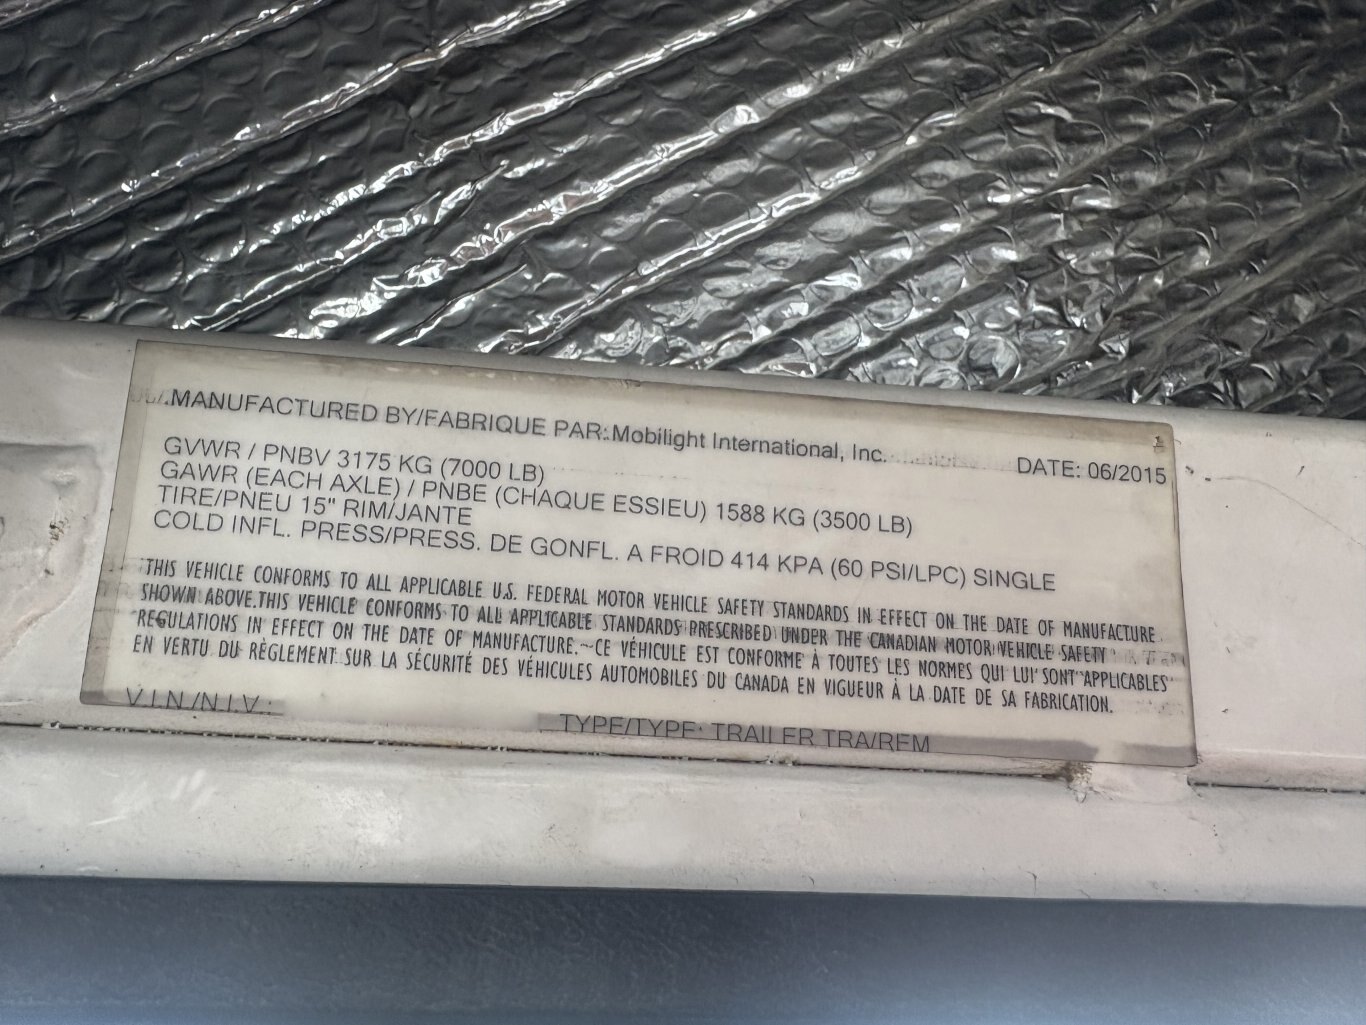 MANUFACTURED BY/FABRIQUE PAR: Mobilight International, Inc. DATE: 06/2015
GVWR / PNBV 3175 KG (7000 LB)
GAWR (EACH AXLE) / PNBE (CHAQUE ESSIEU) 1588 KG (3500 LB)
TIRE/PNEU 15" RIM/JANTE
COLD INFL. PRESS/PRESS. DE GONFL. A FROID 414 KPA (60 PSI/LPC) SINGLE
THIS VEHICLE CONFORMS TO ALL APPLICABLE U.S. FEDERAL MOTOR VEHICLE SAFETY STANDARDS IN EFFECT ON THE DATE OF MANUFACTURE
SHOWN ABOVE. THIS VEHICLE CONFORMS TO ALL APPLICABLE STANDARDS PRESCRIBED UNDER THE CANADIAN MOTOR VEHICLE SAFETY
REGULATIONS IN EFFECT ON THE DATE OF MANUFACTURE. - CE VÉHICULE EST CONFORME À TOUTES LES NORMES QUI LUI SONT APPLICABLES
EN VERTU DU RÈGLEMENT SUR LA SÉCURITÉ DES VÉHICULES AUTOMOBILES DU CANADA EN VIGUEUR À LA DATE DE SA FABRICATION.
V.I.N./N.I.V.: TYPE/TYPE: TRAILER TRA/REM